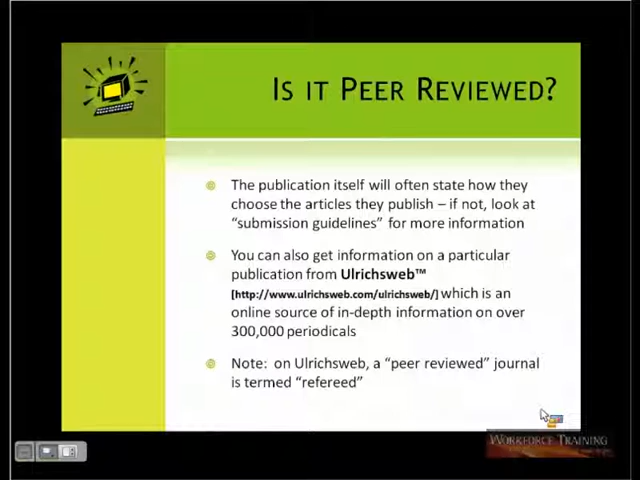 IS IT PEER REVIEWED?
The publication itself will often state how they
choose the articles they publish – if not, look at
“submission guidelines” for more information
You can also get information on a particular
publication from Ulrichsweb™
[http://www.ulrichsweb.com/ulrichsweb/] which is an
online source of in-depth information on over
300,000 periodicals
Note: on Ulrichsweb, a “peer reviewed” journal
is termed “refereed”
WORKFORCE TRAINING